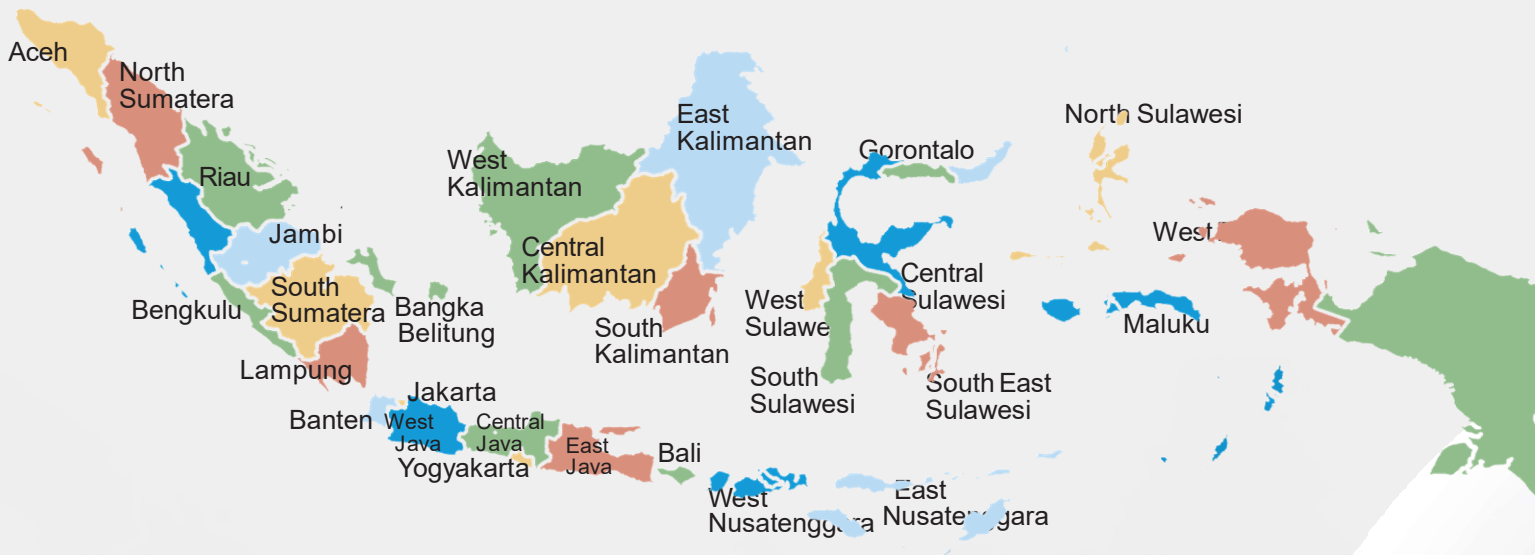 Aceh
North
Sumatera
Riau
Jambi
South
Sumatera
Bengkulu
Bangka
Belitung
Lampung
Jakarta
Banten
West
Java
Central
Java
Yogyakarta
East
Java
Bali
West
Kalimantan
East
Kalimantan
Central
Kalimantan
South
Kalimantan
Gorontalo
North Sulawesi
Central
Sulawesi
West
Sulawe
South
Sulawesi
South East
Sulawesi
Maluku
West
West
Nusatenggara
East
Nusatenggara